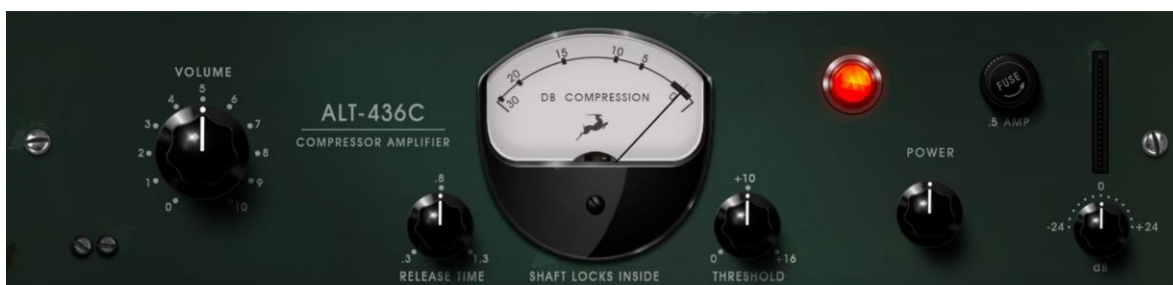 VOLUME
0
1
2
3
4
5
6
7
8
9
10
ALT-436C
COMPRESSOR AMPLIFIER
.3
.8
1.3
RELEASE TIME
30
20
15
10
5
0
DB COMPRESSION
SHAFT LOCKS INSIDE
0
+10
+16
THRESHOLD
POWER
FUSE
.5 AMP
-24
0
+24
dB